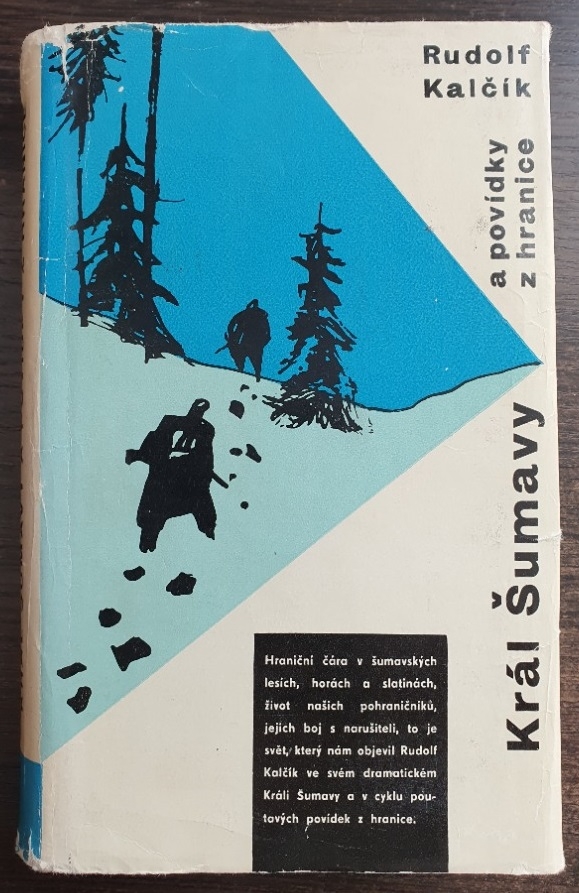 Rudolf
Kalčík
a povídky
z hranice
Král Šumavy
Hraniční čára v šumavských
lesích, horách a slatinách,
život našich pohraničníků,
jejich boj s narušiteli, to je
svět, který nám objevil Rudolf
Kalčík ve svém dramatickém
Králi Šumavy a v cyklu pou-
tavých povídek z hranice.